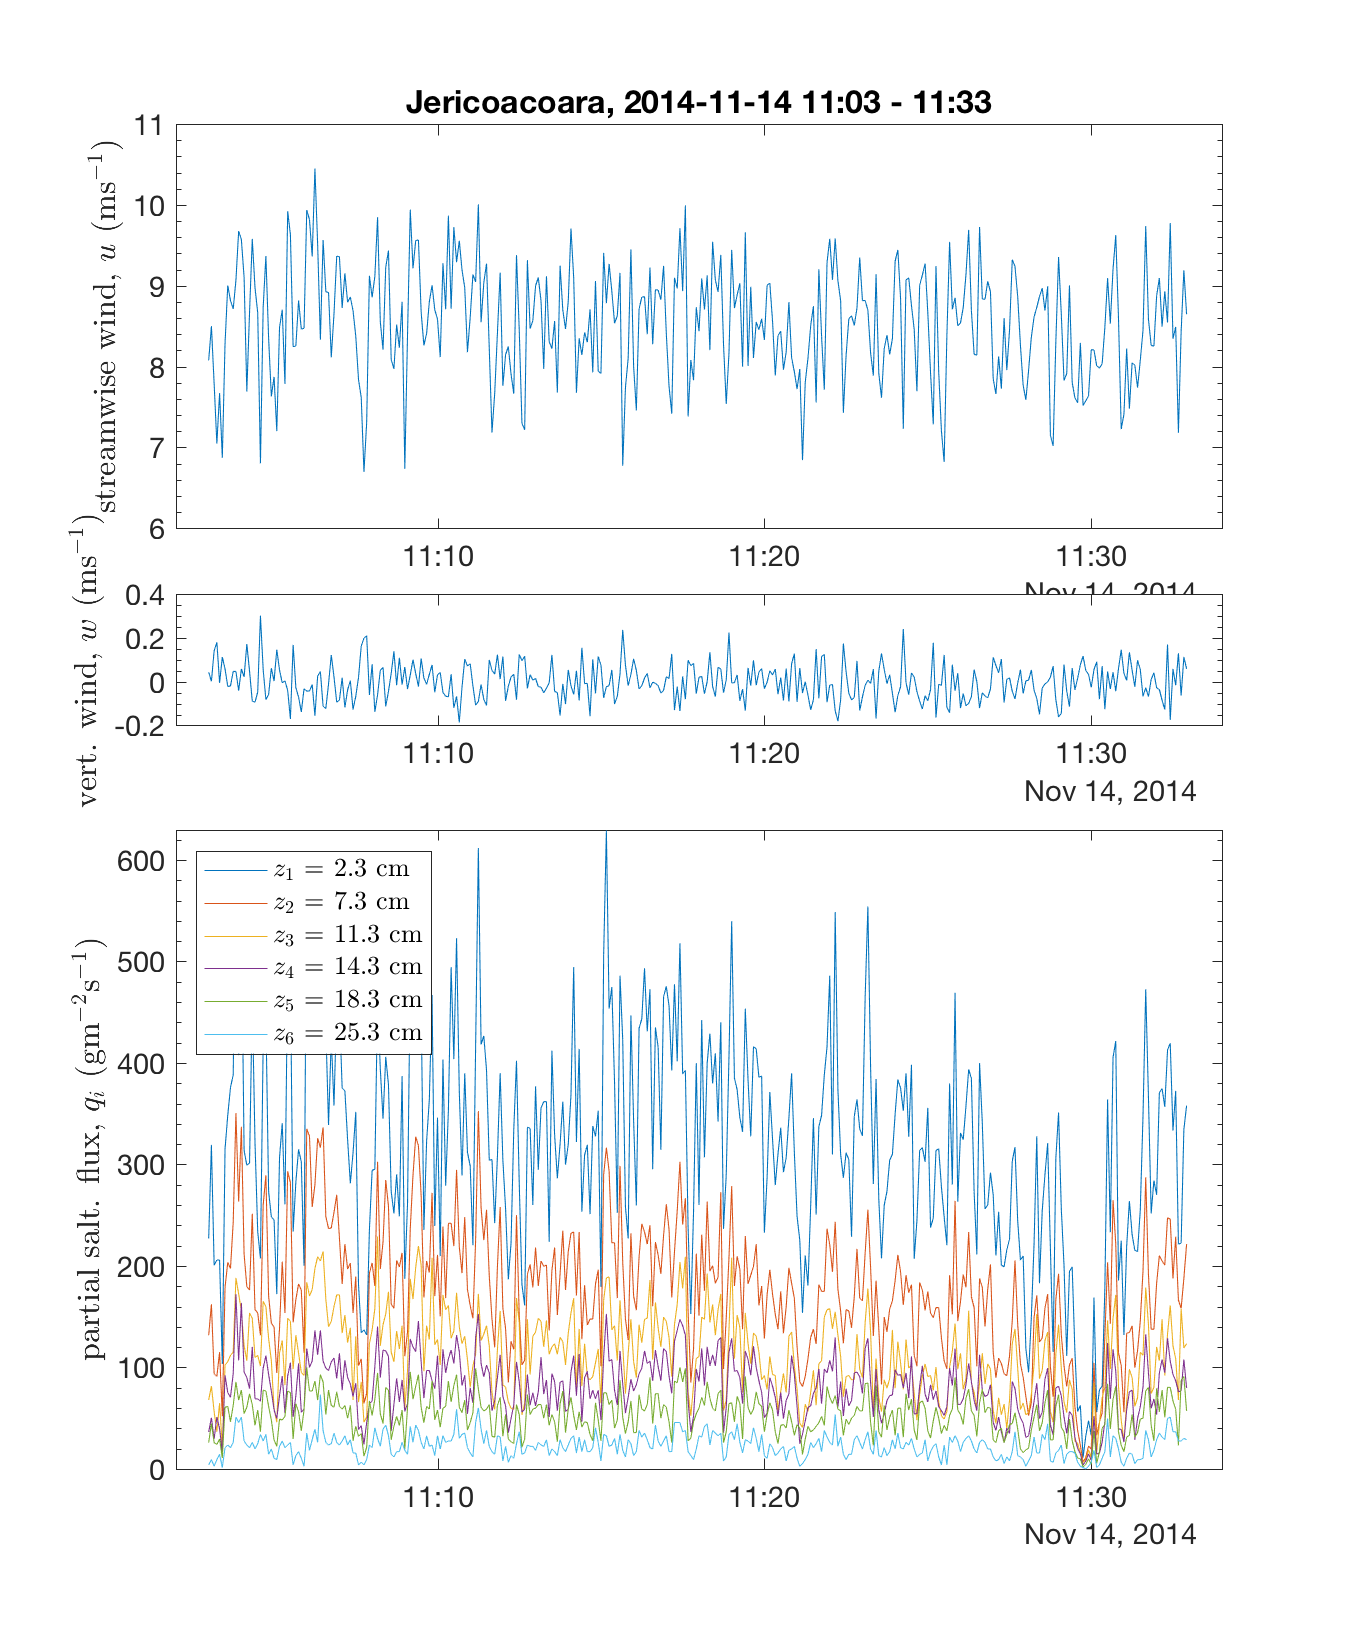 Jericoacoara, 2014-11-14 11:03 - 11:33
streamwise wind, u (ms⁻¹)
11
10
9
8
7
6
11:10 11:20 11:30
Nov 14, 2014
vert. wind, w (ms⁻¹)
0.4
0.2
0
-0.2
11:10 11:20 11:30
Nov 14, 2014
partial salt. flux, qᵢ (gm⁻²s⁻¹)
600
500
400
300
200
100
0
z₁ = 2.3 cm
z₂ = 7.3 cm
z₃ = 11.3 cm
z₄ = 14.3 cm
z₅ = 18.3 cm
z₆ = 25.3 cm
11:10 11:20 11:30
Nov 14, 2014